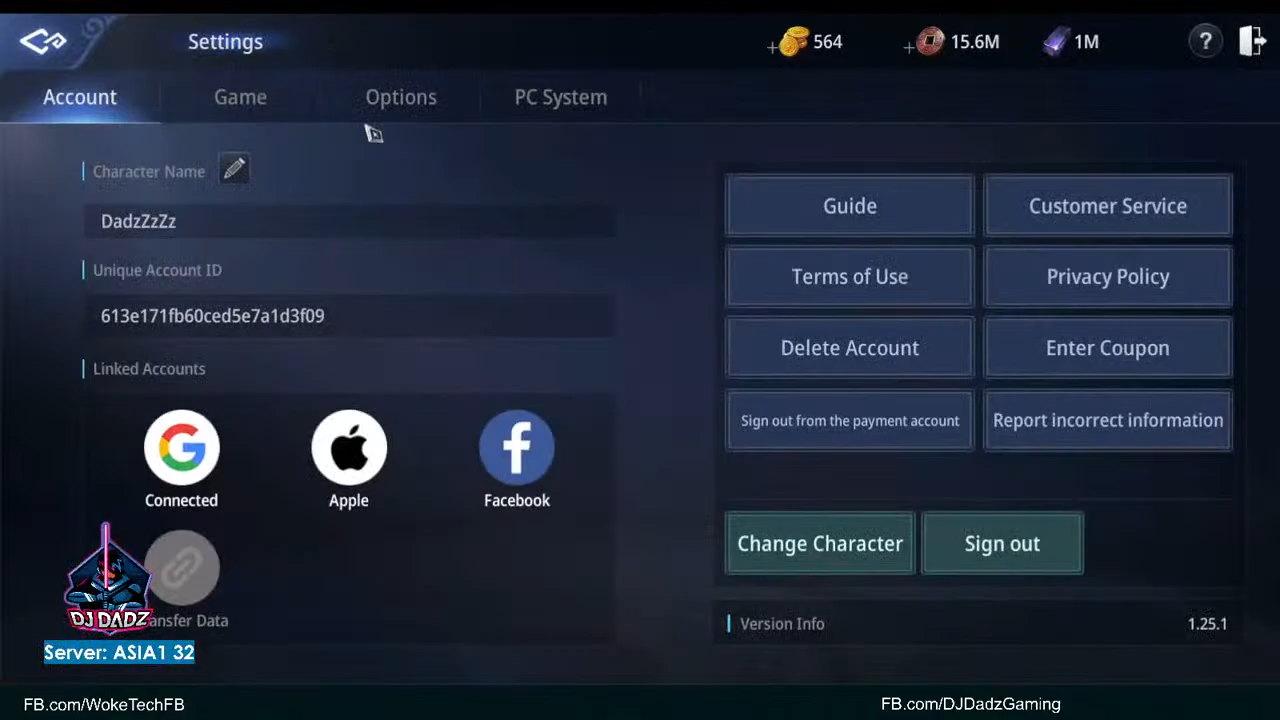 Settings
564
15.6M
1M
?
Account
Game
Options
PC System
Character Name
DadzZzZz
Unique Account ID
613e171fb60ced5e7a1d3f09
Linked Accounts
Connected
Apple
Facebook
ansfer Data
Guide
Customer Service
Terms of Use
Privacy Policy
Delete Account
Enter Coupon
Sign out from the payment account
Report incorrect information
Change Character
Sign out
Version Info
1.25.1
DJ DADZ
Server: ASIA1 32
FB.com/WokeTechFB
FB.com/DJDadzGaming